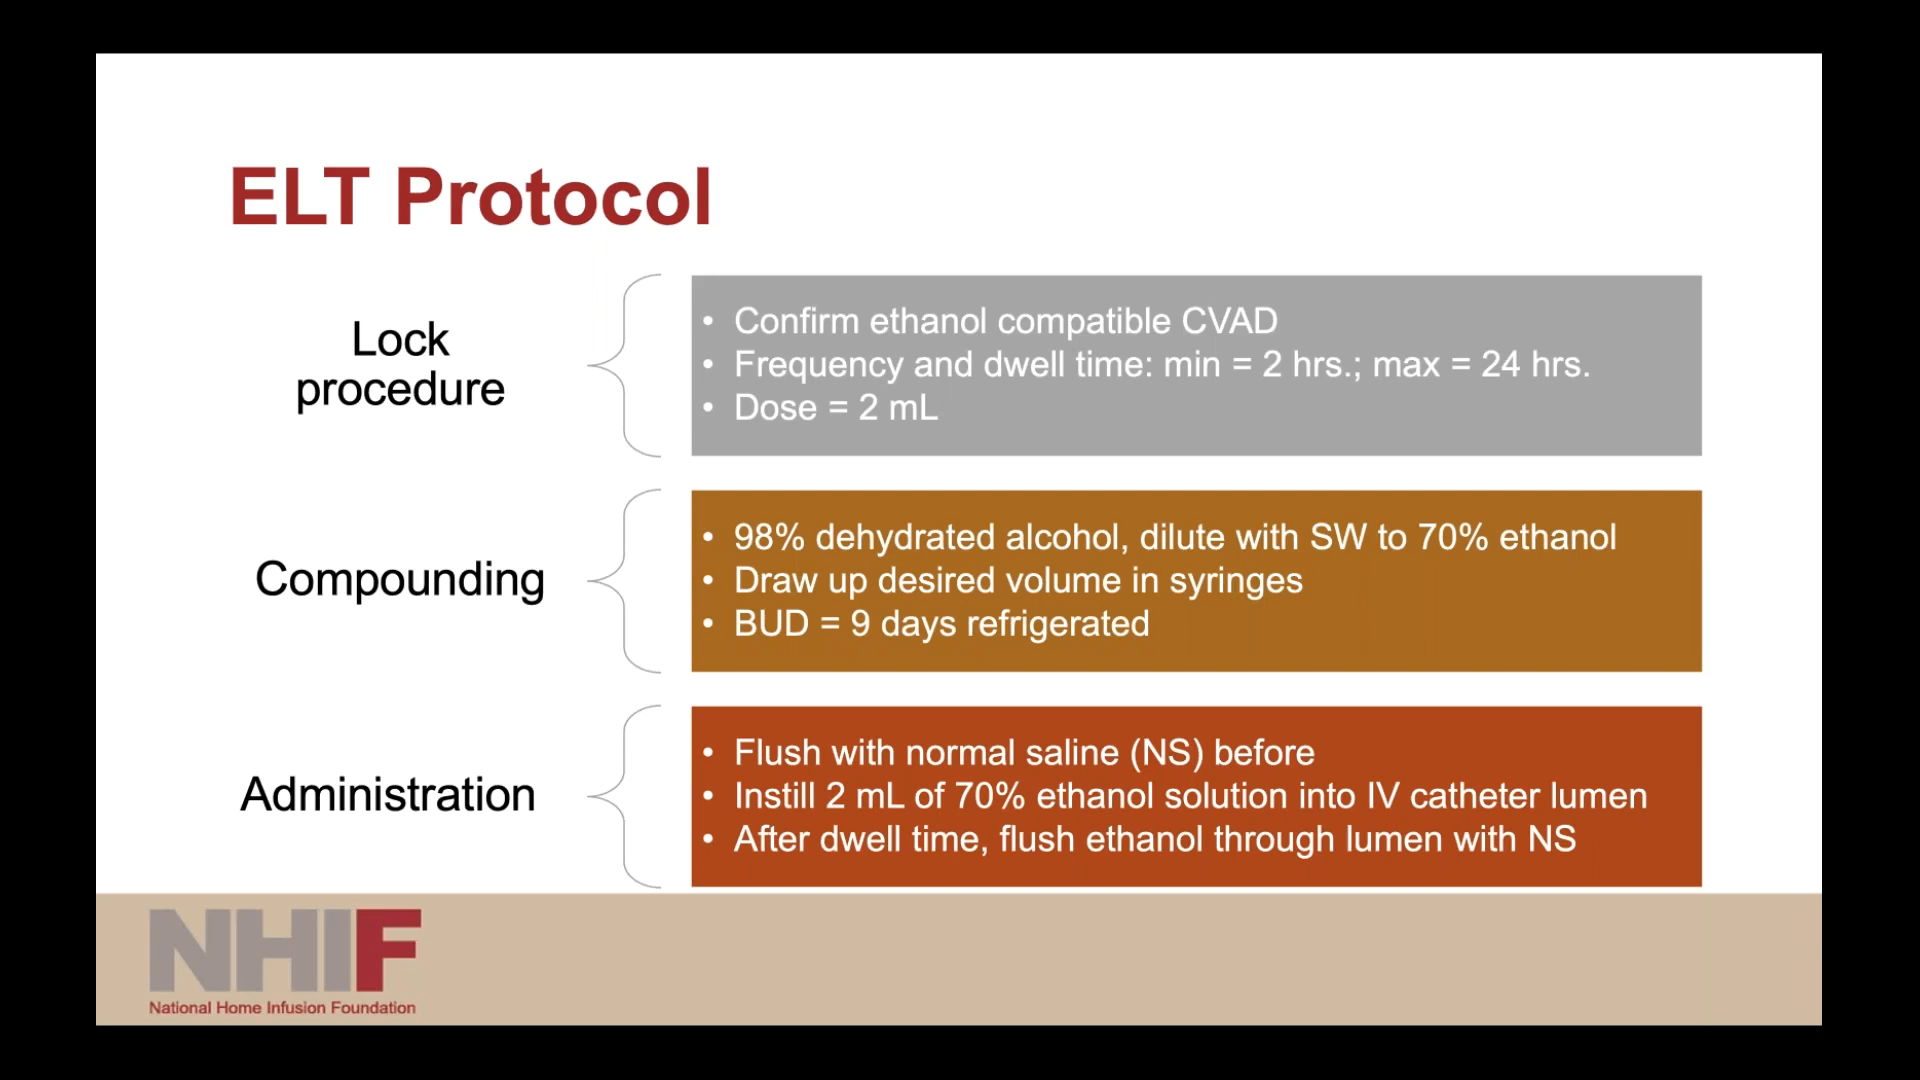 ELT Protocol
Lock
procedure
• Confirm ethanol compatible CVAD
• Frequency and dwell time: min = 2 hrs.; max = 24 hrs.
• Dose = 2 mL
Compounding
• 98% dehydrated alcohol, dilute with SW to 70% ethanol
• Draw up desired volume in syringes
• BUD = 9 days refrigerated
Administration
• Flush with normal saline (NS) before
• Instill 2 mL of 70% ethanol solution into IV catheter lumen
• After dwell time, flush ethanol through lumen with NS
NHIF
National Home Infusion Foundation